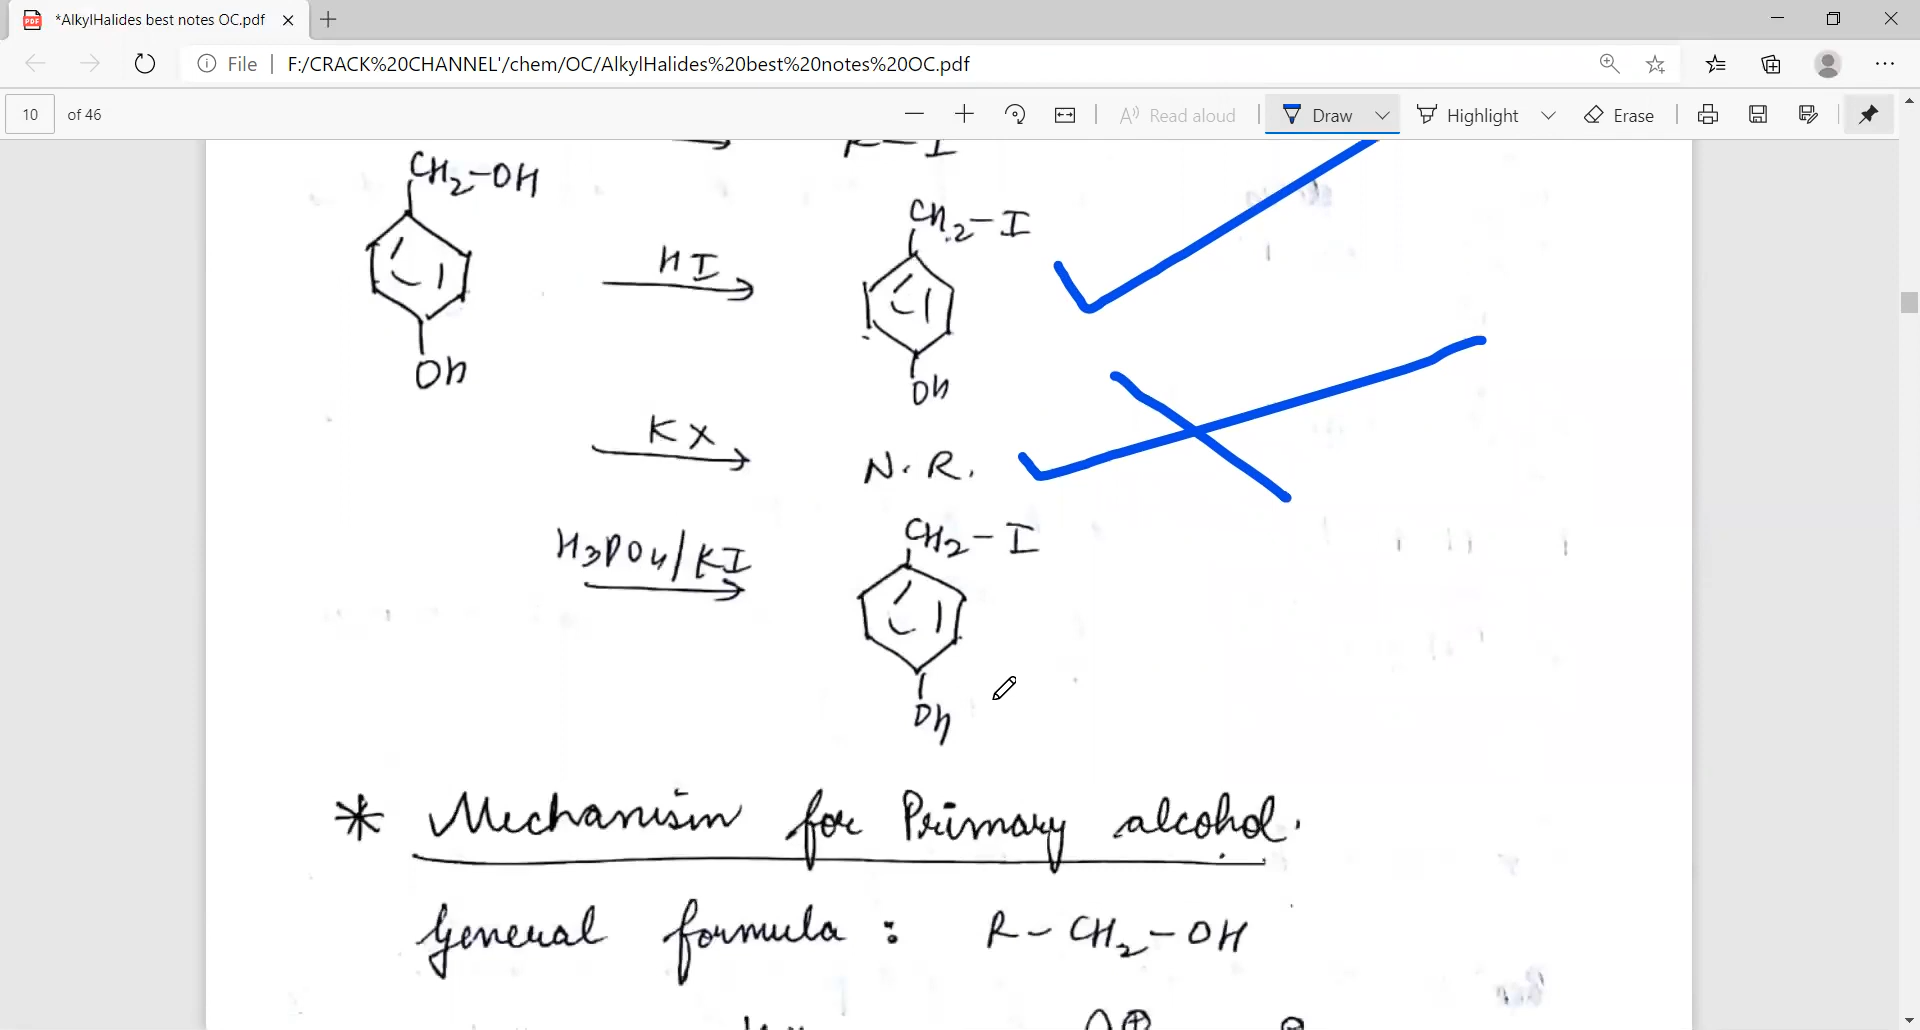 *AlkylHalides best notes OC.pdf
File
F:/CRACK%20CHANNEL'/chem/OC/AlkylHalides%20best%20notes%20OC.pdf
10 of 46
Read aloud
Draw
Highlight
Erase
R-I
CH2-OH
CH2-I
HI
OH
OH
KX
N.R.
CH2-I
H3PO4/KI
OH
* Mechanism for Primary alcohol.
General formula : R-CH2-OH